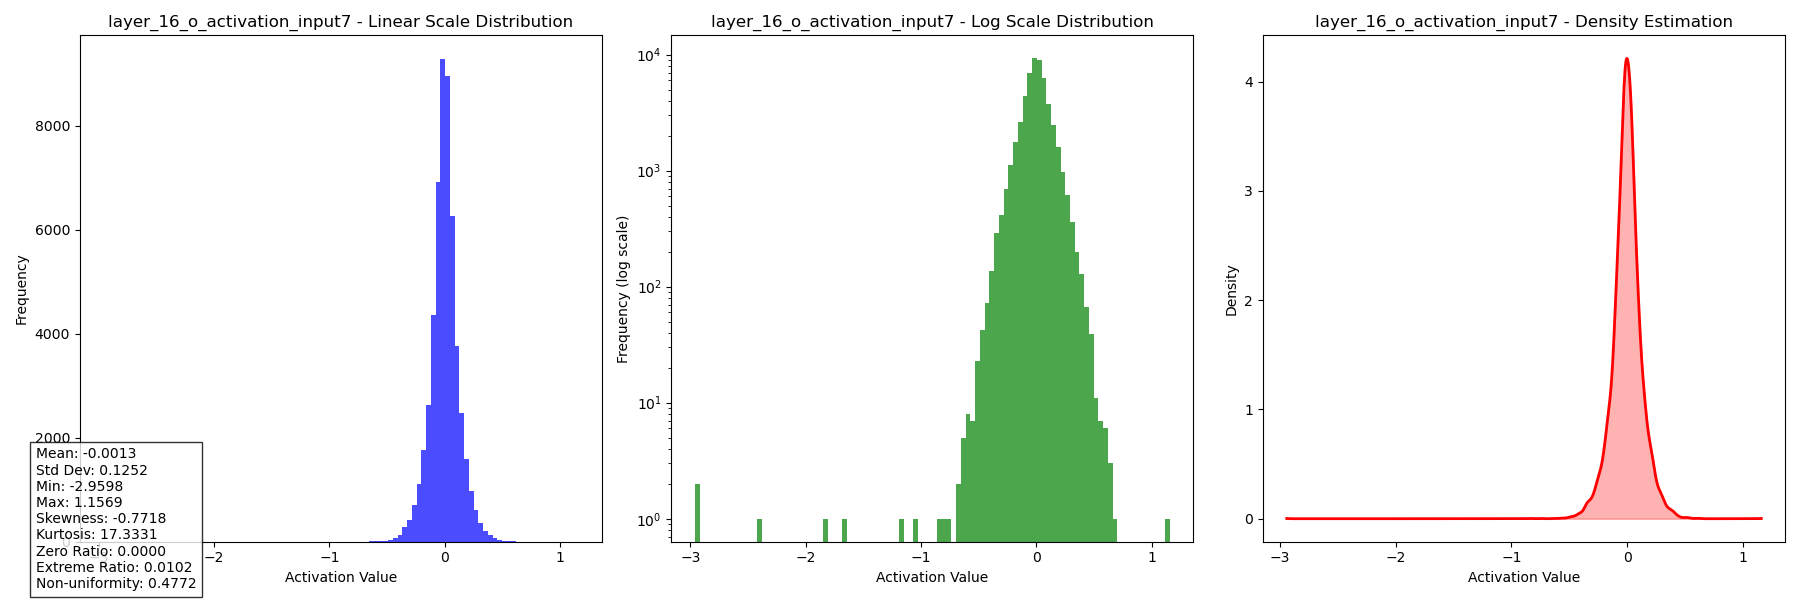 layer_16_o_activation_input7 - Linear Scale Distribution
Frequency
8000
6000
4000
2000
0
−2
−1
0
1
Activation Value
Mean: -0.0013
Std Dev: 0.1252
Min: -2.9598
Max: 1.1569
Skewness: -0.7718
Kurtosis: 17.3331
Zero Ratio: 0.0000
Extreme Ratio: 0.0102
Non-uniformity: 0.4772
layer_16_o_activation_input7 - Log Scale Distribution
Frequency (log scale)
10⁴
10³
10²
10¹
10⁰
−3
−2
−1
0
1
Activation Value
layer_16_o_activation_input7 - Density Estimation
Density
4
3
2
1
0
−3
−2
−1
0
1
Activation Value